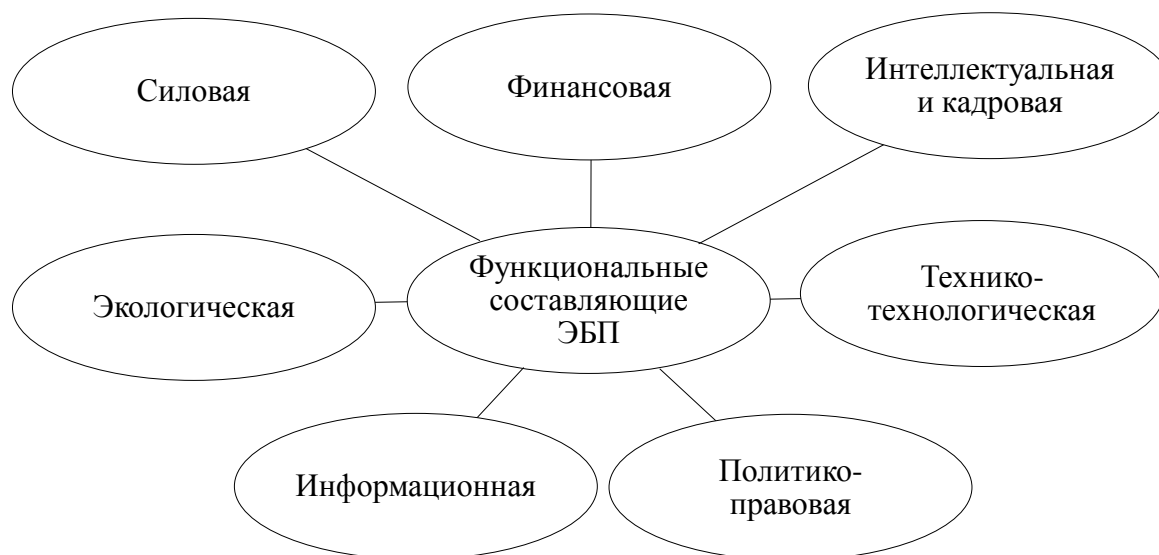 Силовая
Финансовая
Интеллектуальная
и кадровая
Экологическая
Функциональные
составляющие
ЭБП
Технико-
технологическая
Информационная
Политико-
правовая